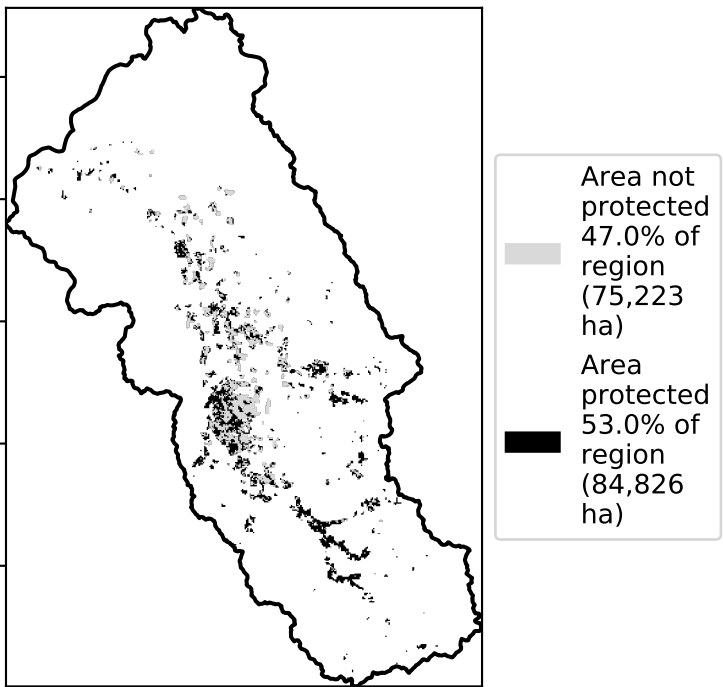 Area not
protected
47.0% of
region
(75,223
ha)
Area
protected
53.0% of
region
(84,826
ha)